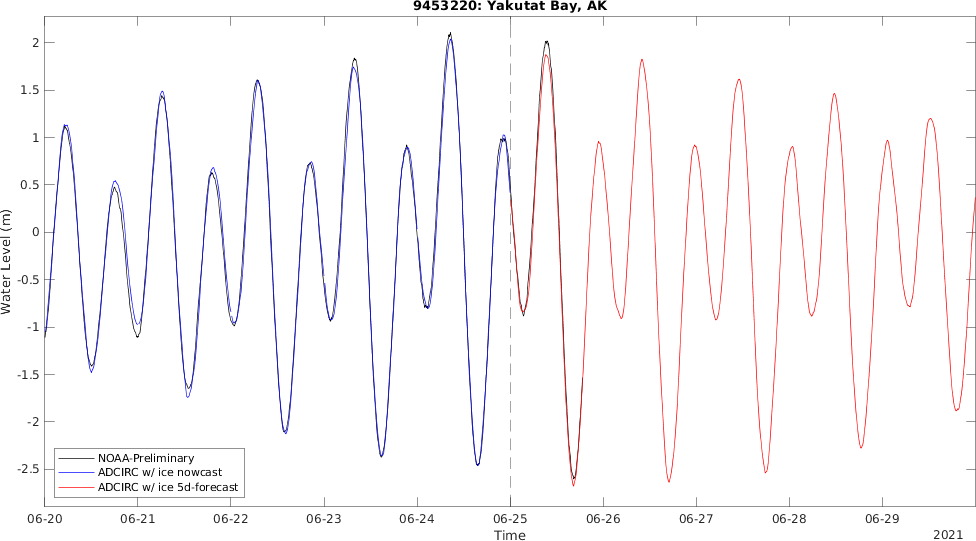 9453220: Yakutat Bay, AK
Water Level (m)
2
1.5
1
0.5
0
-0.5
-1
-1.5
-2
-2.5
NOAA-Preliminary
ADCIRC w/ ice nowcast
ADCIRC w/ ice 5d-forecast
06-20 06-21 06-22 06-23 06-24 06-25 06-26 06-27 06-28 06-29
Time
2021